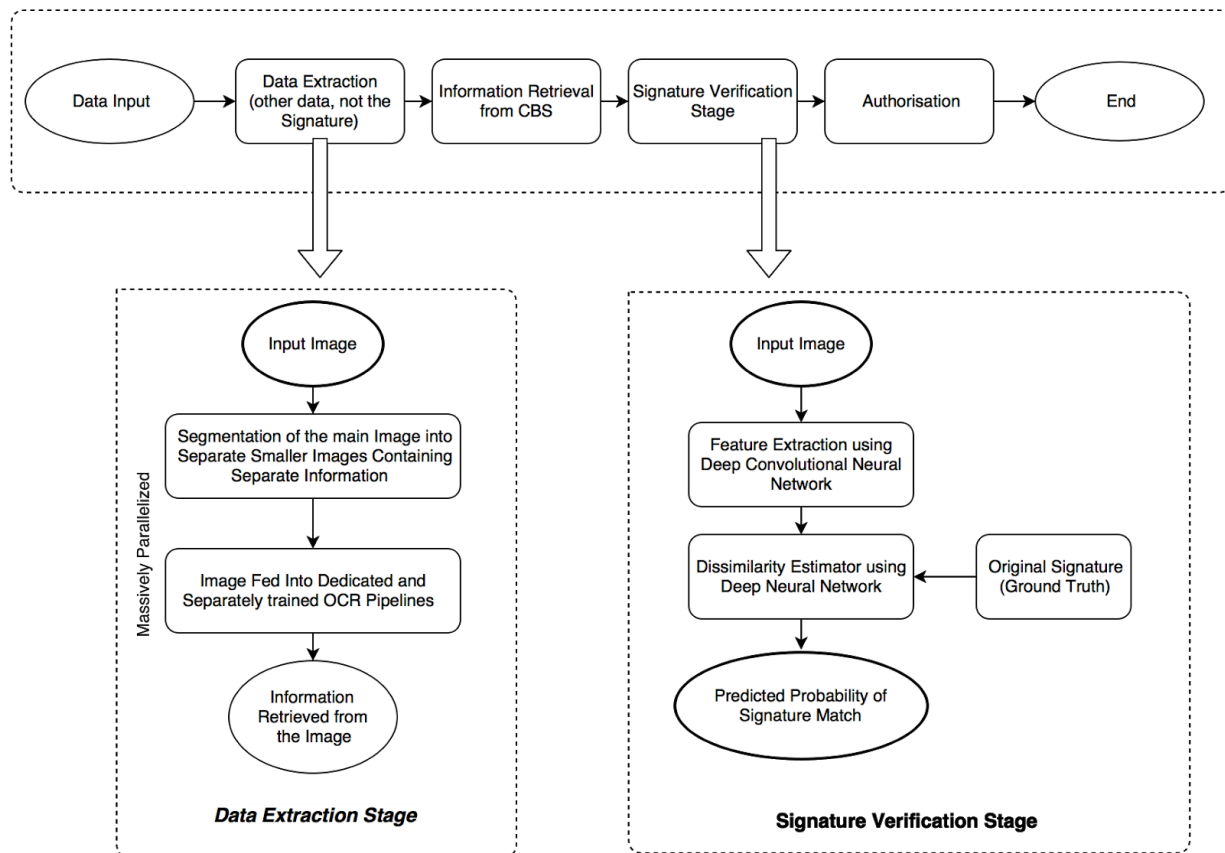 Data Input
Data Extraction
(other data, not the
Signature)
Information Retrieval
from CBS
Signature Verification
Stage
Authorisation
End
Input Image
Segmentation of the main Image into
Separate Smaller Images Containing
Separate Information
Massively Parallelized
Image Fed Into Dedicated and
Separately trained OCR Pipelines
Information
Retrieved from
the Image
Data Extraction Stage
Input Image
Feature Extraction using
Deep Convolutional Neural
Network
Dissimilarity Estimator using
Deep Neural Network
Original Signature
(Ground Truth)
Predicted Probability of
Signature Match
Signature Verification Stage